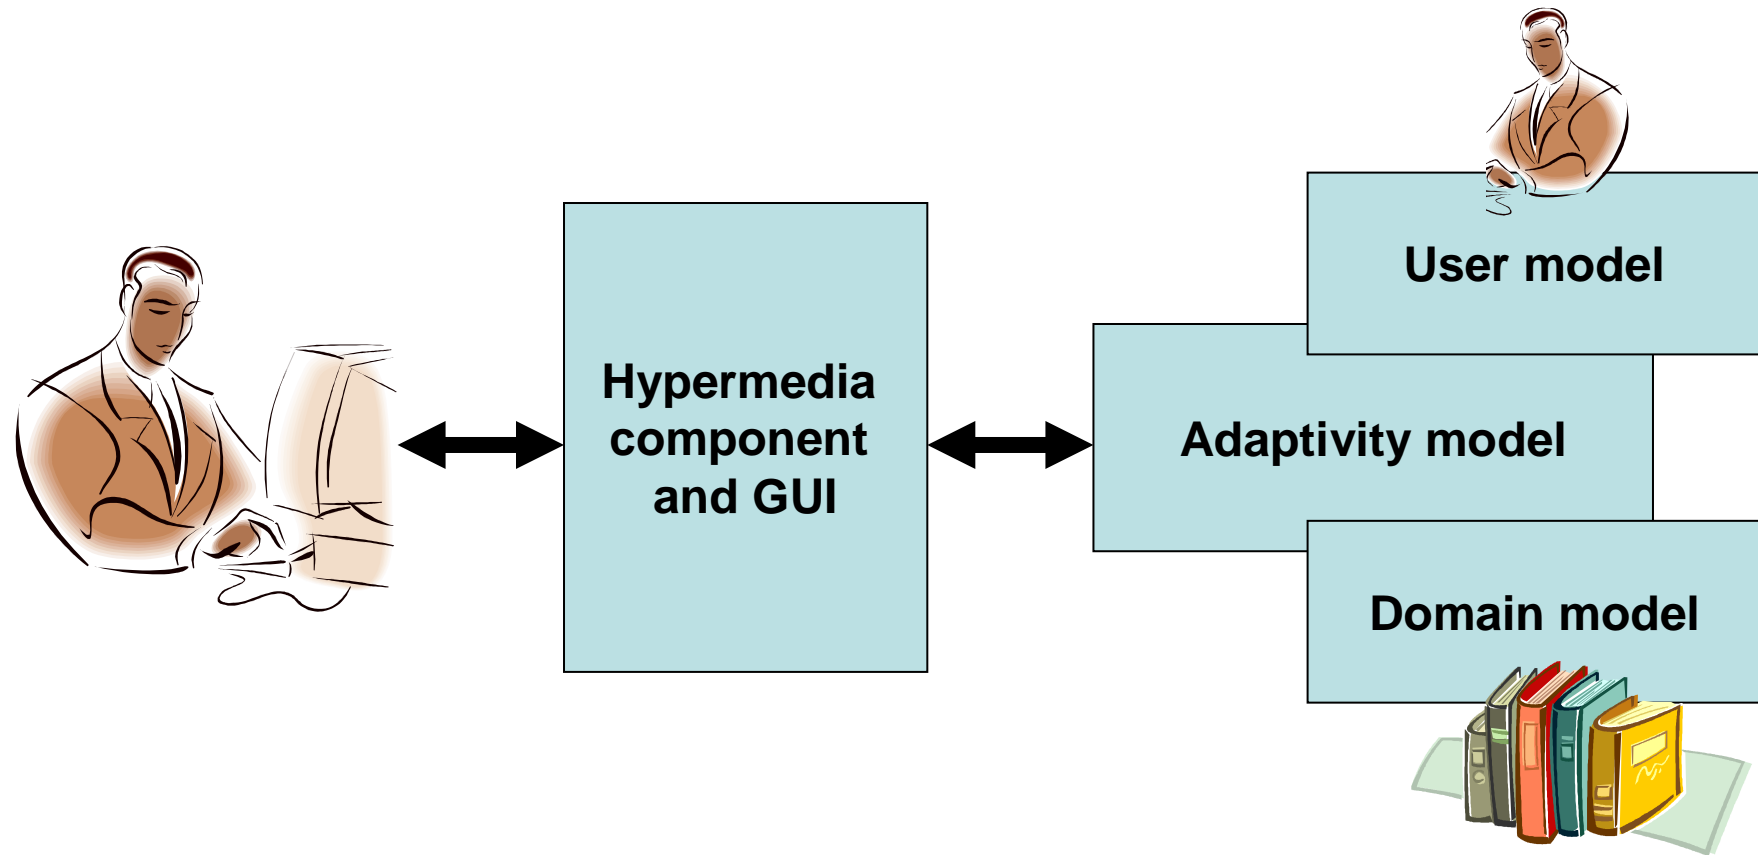 Hypermedia
component
and GUI
User model
Adaptivity model
Domain model